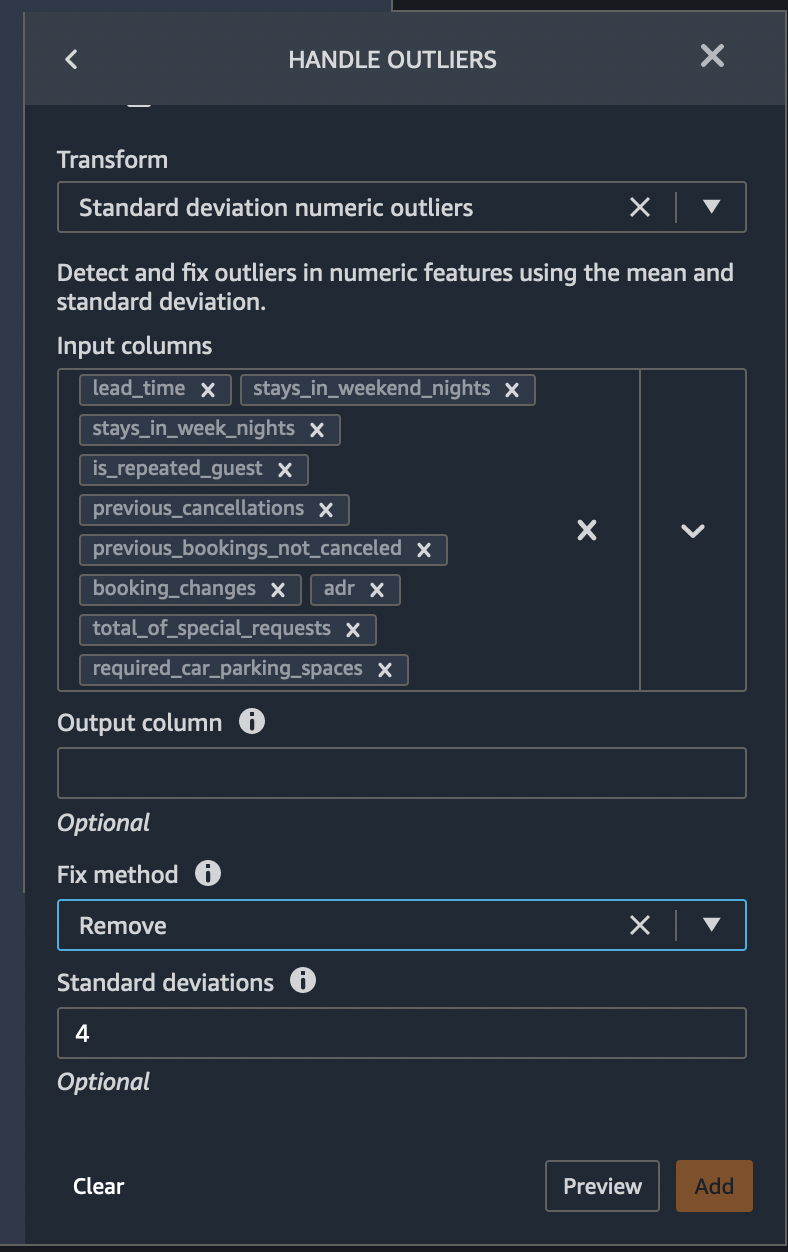 HANDLE OUTLIERS
Transform
Standard deviation numeric outliers
Detect and fix outliers in numeric features using the mean and
standard deviation.
Input columns
lead_time stays_in_weekend_nights
stays_in_week_nights
is_repeated_guest
previous_cancellations
previous_bookings_not_canceled
booking_changes adr
total_of_special_requests
required_car_parking_spaces
Output column
Optional
Fix method
Remove
Standard deviations
4
Optional
Clear Preview Add